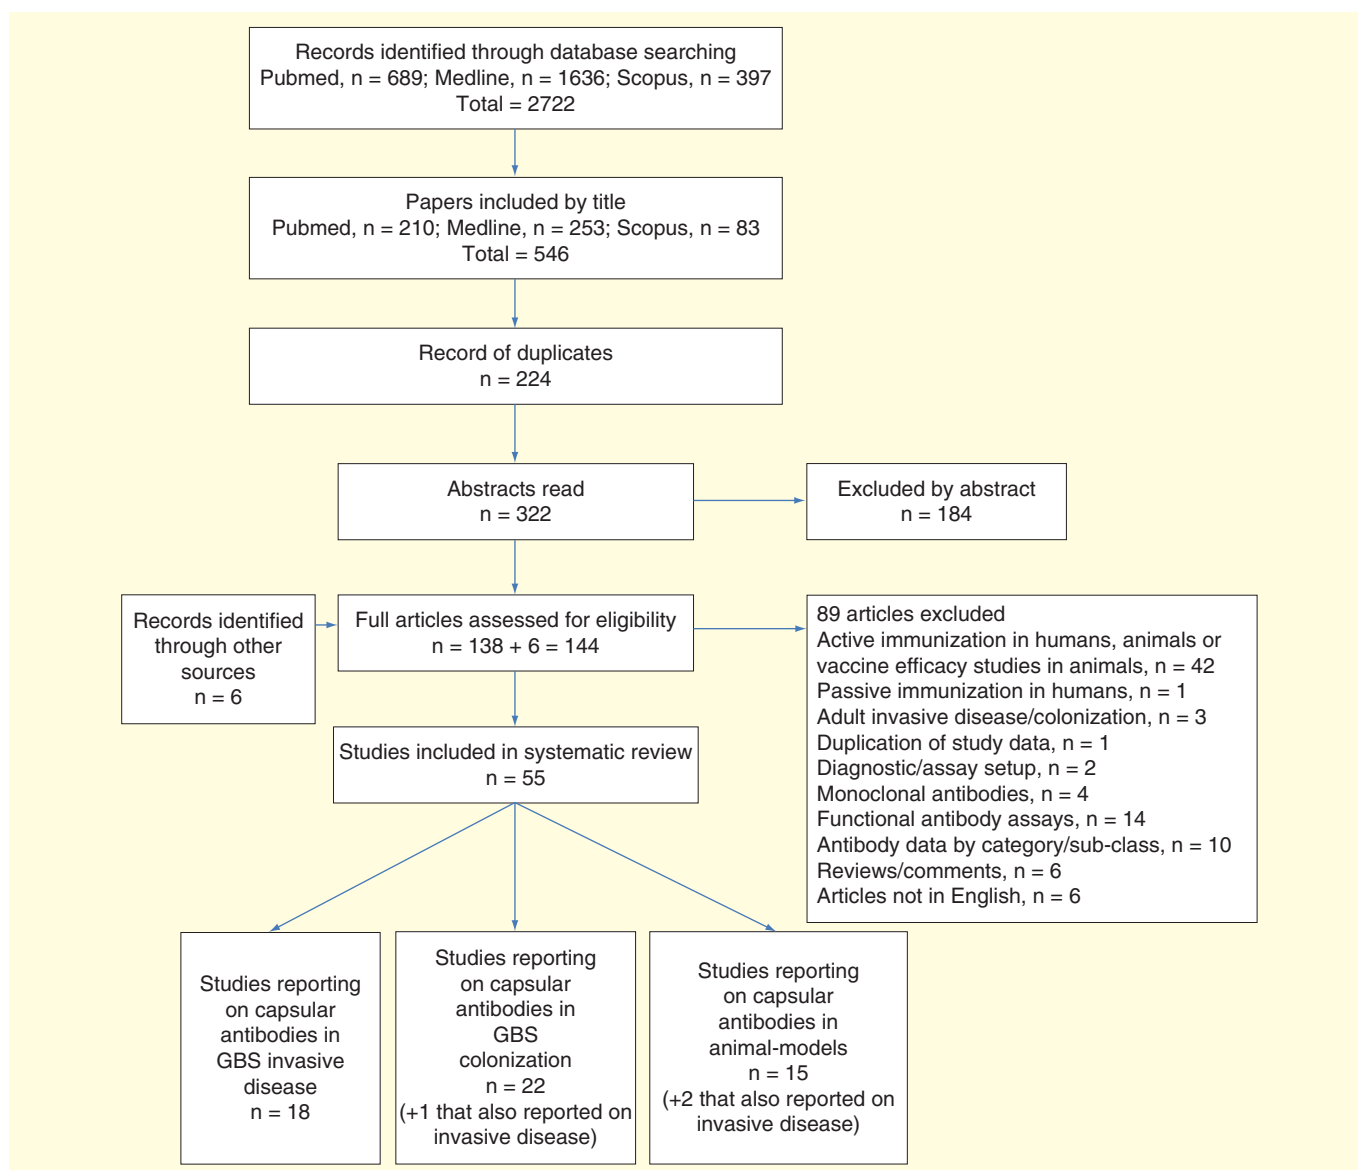 Records identified through database searching
Pubmed, n = 689; Medline, n = 1636; Scopus, n = 397
Total = 2722
Papers included by title
Pubmed, n = 210; Medline, n = 253; Scopus, n = 83
Total = 546
Record of duplicates
n = 224
Abstracts read
n = 322
Excluded by abstract
n = 184
Records identified
through other
sources
n = 6
Full articles assessed for eligibility
n = 138 + 6 = 144
89 articles excluded
Active immunization in humans, animals or
vaccine efficacy studies in animals, n = 42
Passive immunization in humans, n = 1
Adult invasive disease/colonization, n = 3
Duplication of study data, n = 1
Diagnostic/assay setup, n = 2
Monoclonal antibodies, n = 4
Functional antibody assays, n = 14
Antibody data by category/sub-class, n = 10
Reviews/comments, n = 6
Articles not in English, n = 6
Studies included in systematic review
n = 55
Studies reporting
on capsular
antibodies in
GBS invasive
disease
n = 18
Studies reporting
on capsular
antibodies in
GBS
colonization
n = 22
(+1 that also reported on
invasive disease)
Studies reporting
on capsular
antibodies in
animal-models
n = 15
(+2 that also reported on
invasive disease)